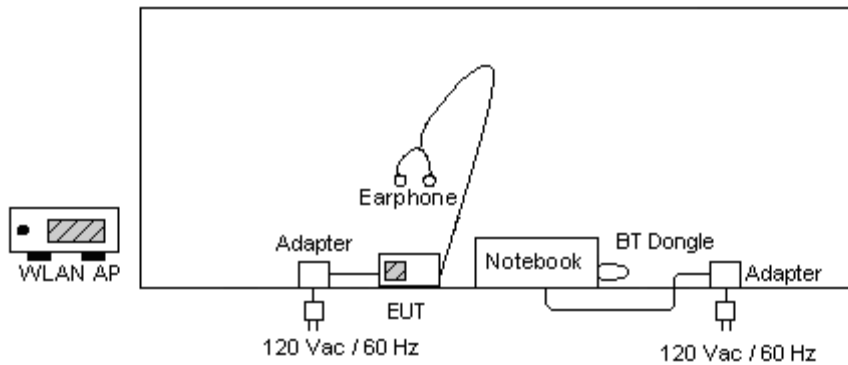 Earphone
WLAN AP
Adapter
EUT
120 Vac / 60 Hz
Notebook
BT Dongle
Adapter
120 Vac / 60 Hz